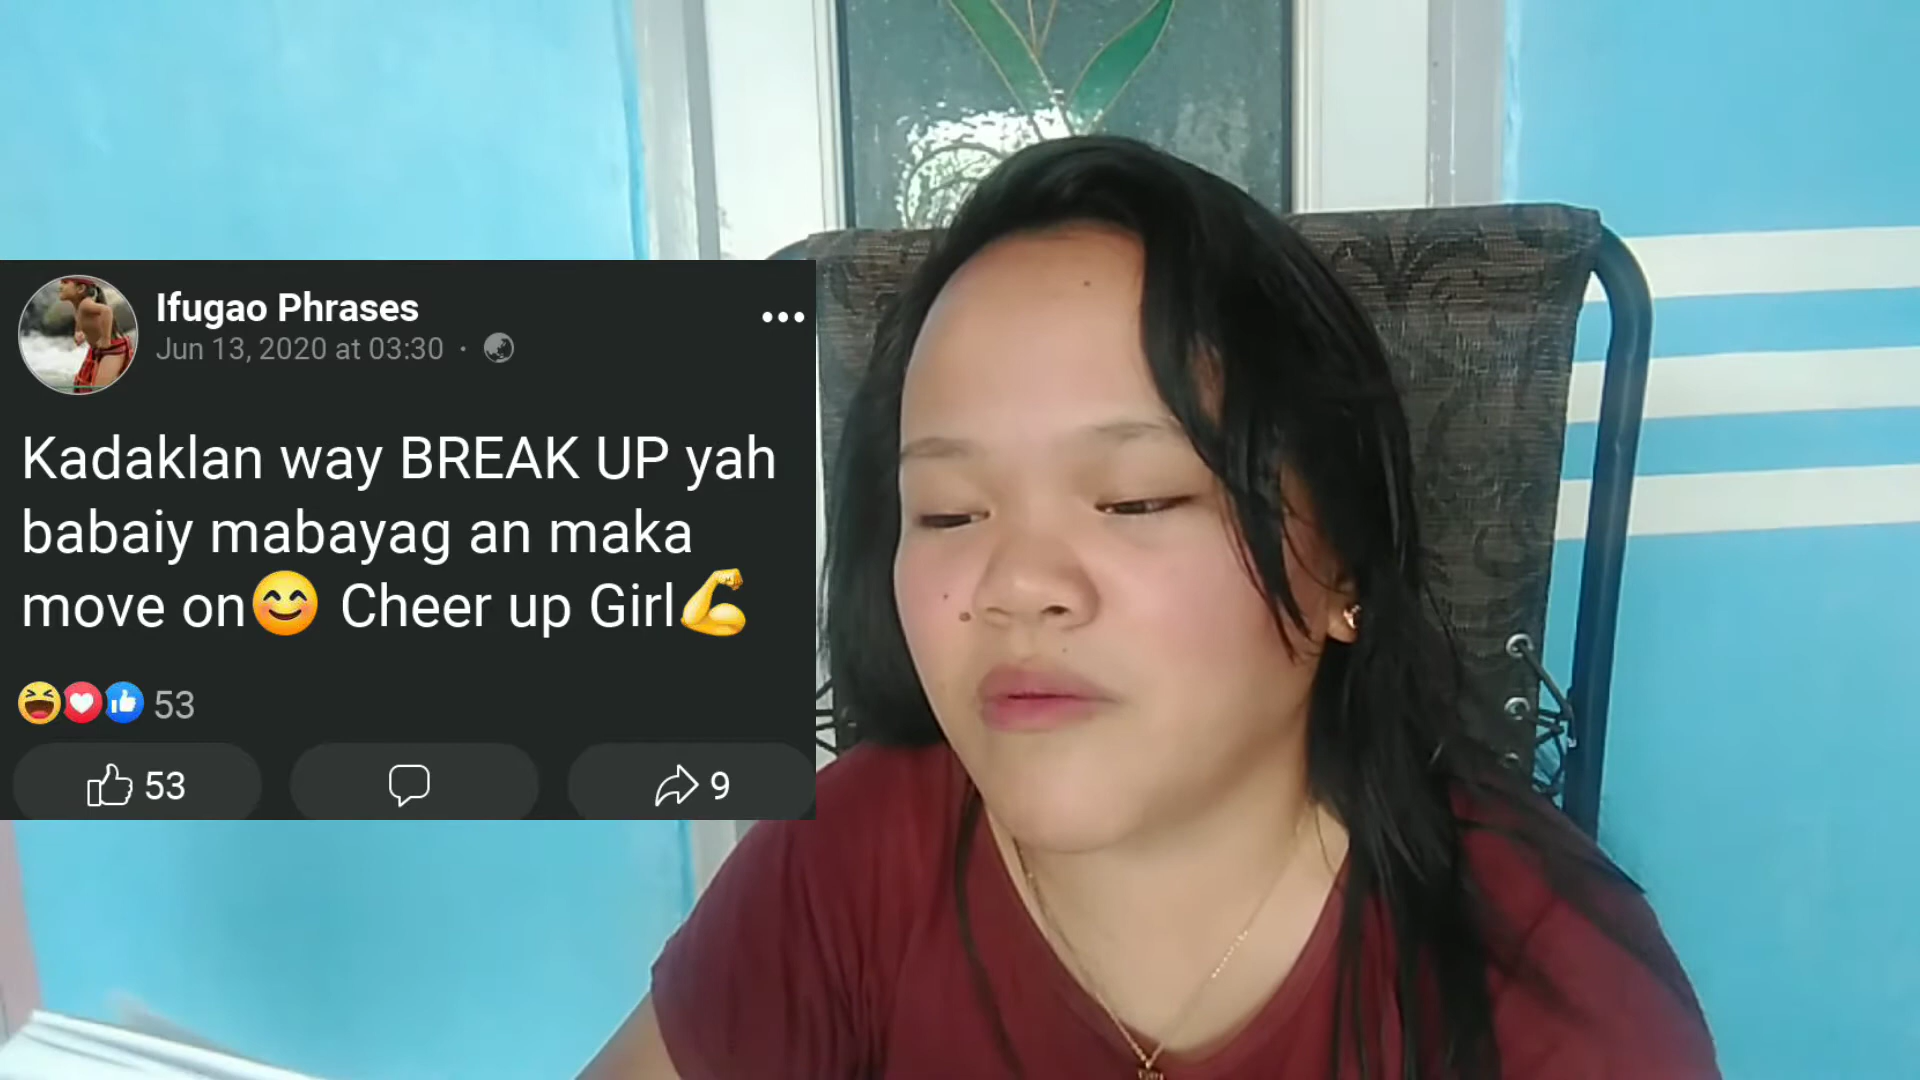 Ifugao Phrases
Jun 13, 2020 at 03:30 ·
Kadaklan way BREAK UP yah
babaiy mabayag an maka
move on😊 Cheer up Girl💪
53
53
9